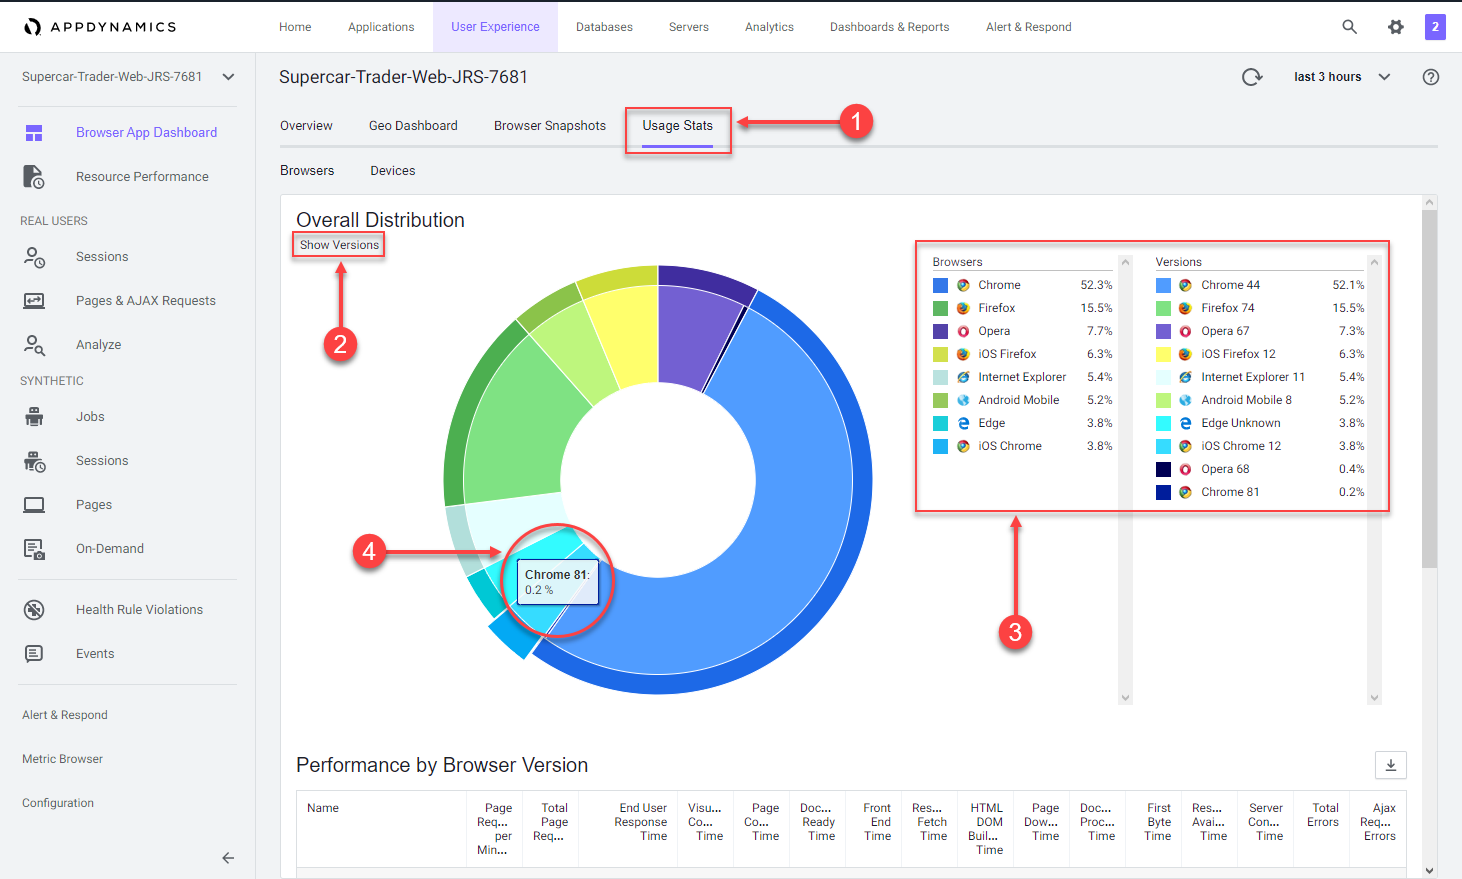 APPDYNAMICS
Home Applications User Experience Databases Servers Analytics Dashboards & Reports Alert & Respond 2
Supercar-Trader-Web-JRS-7681
Supercar-Trader-Web-JRS-7681
last 3 hours
?
Browser App Dashboard
Resource Performance
REAL USERS
Sessions
Pages & AJAX Requests
Analyze
SYNTHETIC
Jobs
Sessions
Pages
On-Demand
Health Rule Violations
Events
Alert & Respond
Metric Browser
Configuration
Overview Geo Dashboard Browser Snapshots Usage Stats
1
Browsers Devices
Overall Distribution
Show Versions
2
Browsers
Chrome 52.3%
Firefox 15.5%
Opera 7.7%
iOS Firefox 6.3%
Internet Explorer 5.4%
Android Mobile 5.2%
Edge 3.8%
iOS Chrome 3.8%
Versions
Chrome 44 52.1%
Firefox 74 15.5%
Opera 67 7.3%
iOS Firefox 12 6.3%
Internet Explorer 11 5.4%
Android Mobile 8 5.2%
Edge Unknown 3.8%
iOS Chrome 12 3.8%
Opera 68 0.4%
Chrome 81 0.2%
3
4
Chrome 81:
0.2 %
Performance by Browser Version
Name
Page
Req...
per
Min...
Total
Page
Req...
End User
Response
Time
Visu...
Co...
Time
Page
Co...
Time
Doc...
Ready
Time
Front
End
Time
Res...
Fetch
Time
HTML
DOM
Buil...
Time
Page
Dow...
Time
Doc...
Proc...
Time
First
Byte
Time
Res...
Avai...
Time
Server
Con...
Time
Total
Errors
Ajax
Req...
Errors